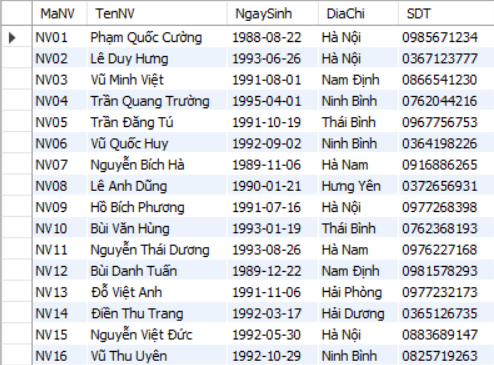 MaNV TenNV NgaySinh DiaChi SDT
NV01 Phạm Quốc Cường 1988-08-22 Hà Nội 0985671234
NV02 Lê Duy Hưng 1993-06-26 Hà Nội 0367123777
NV03 Vũ Minh Việt 1991-08-01 Nam Định 0866541230
NV04 Trần Quang Trường 1995-04-01 Ninh Bình 0762044216
NV05 Trần Đăng Tú 1991-10-19 Thái Bình 0967756753
NV06 Vũ Quốc Huy 1992-09-02 Ninh Bình 0364198226
NV07 Nguyễn Bích Hà 1989-11-06 Hà Nam 0916886265
NV08 Lê Anh Dũng 1990-01-21 Hưng Yên 0372656931
NV09 Hồ Bích Phương 1991-07-16 Hà Nội 0977268398
NV10 Bùi Văn Hùng 1993-01-19 Thái Bình 0762368193
NV11 Nguyễn Thái Dương 1993-08-26 Hà Nam 0976227168
NV12 Bùi Danh Tuấn 1989-12-22 Nam Định 0981578293
NV13 Đỗ Việt Anh 1991-11-06 Hải Phòng 0977232173
NV14 Điền Thu Trang 1992-03-17 Hải Dương 0365126735
NV15 Nguyễn Việt Đức 1992-05-30 Hà Nội 0883689147
NV16 Vũ Thu Uyên 1992-10-29 Ninh Bình 0825719263